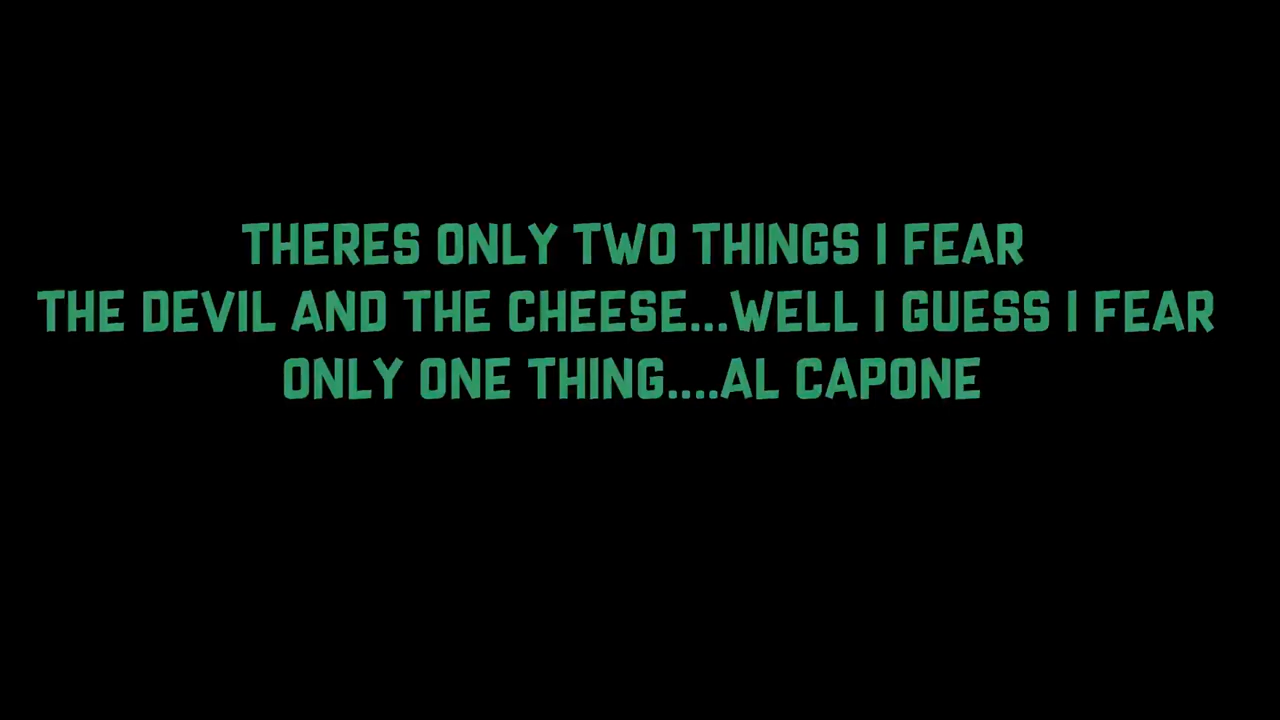 THERES ONLY TWO THINGS I FEAR
THE DEVIL AND THE CHEESE...WELL I GUESS I FEAR
ONLY ONE THING....AL CAPONE